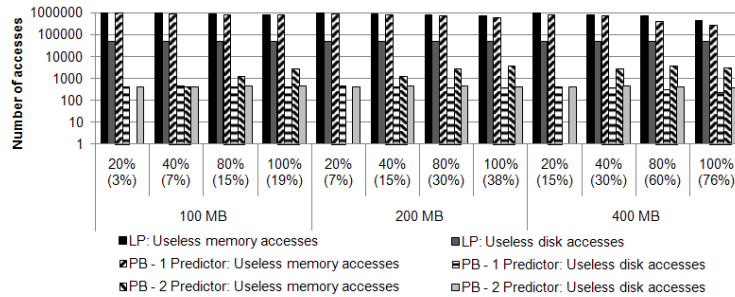 Number of accesses
1000000
100000
10000
1000
100
10
1
20% 40% 80% 100% 20% 40% 80% 100% 20% 40% 80% 100%
(3%) (7%) (15%) (19%) (7%) (15%) (30%) (38%) (15%) (30%) (60%) (76%)
100 MB 200 MB 400 MB
LP: Useless memory accesses LP: Useless disk accesses
PB - 1 Predictor: Useless memory accesses PB - 1 Predictor: Useless disk accesses
PB - 2 Predictor: Useless memory accesses PB - 2 Predictor: Useless disk accesses